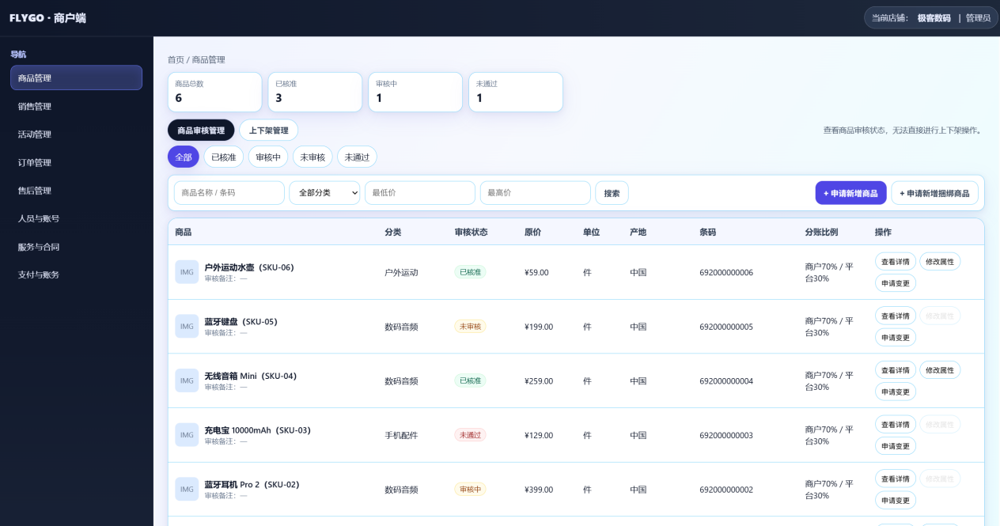 FLYGO · 商户端
当前店铺: 极客数码 | 管理员
导航
商品管理
销售管理
活动管理
订单管理
售后管理
人员与账号
服务与合同
支付与账务
首页 / 商品管理
商品总数
6
已核准
3
审核中
1
未通过
1
商品审核管理 上下架管理
查看商品审核状态，无法直接进行上下架操作。
全部 已核准 审核中 未审核 未通过
商品名称 / 条码 全部分类 最低价 最高价 搜索 + 申请新增商品 + 申请新增捆绑商品
商品 分类 审核状态 原价 单位 产地 条码 分账比例 操作
户外运动水壶（SKU-06）
审核备注：—
户外运动 已核准 ¥59.00 件 中国 692000000006
商户70% / 平
台30%
查看详情 修改属性
申请变更
蓝牙键盘（SKU-05）
审核备注：—
数码音频 未审核 ¥199.00 件 中国 692000000005
商户70% / 平
台30%
查看详情 修改属性
申请变更
无线音箱 Mini（SKU-04）
审核备注：—
数码音频 已核准 ¥259.00 件 中国 692000000004
商户70% / 平
台30%
查看详情 修改属性
申请变更
充电宝 10000mAh（SKU-03）
审核备注：—
手机配件 未通过 ¥129.00 件 中国 692000000003
商户70% / 平
台30%
查看详情 修改属性
申请变更
蓝牙耳机 Pro 2（SKU-02）
审核备注：—
数码音频 审核中 ¥399.00 件 中国 692000000002
商户70% / 平
台30%
查看详情 修改属性
申请变更
IMG
IMG
IMG
IMG
IMG